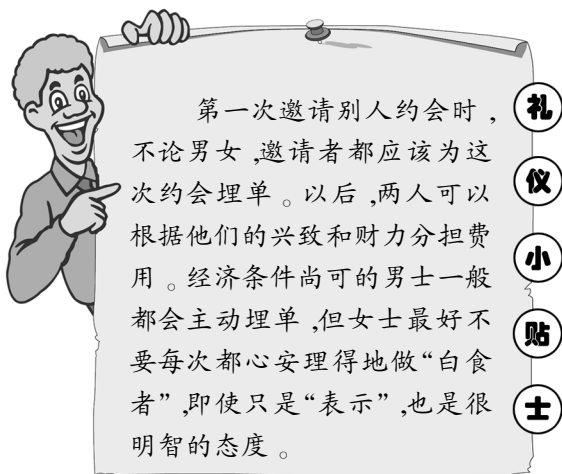 第一次邀请别人约会时，
不论男女，邀请者都应该为这
次约会埋单。以后，两人可以
根据他们的兴致和财力分担费
用。经济条件尚可的男士一般
都会主动埋单，但女士最好不
要每次都心安理得地做“白食
者”，即使只是“表示”，也是很
明智的态度。
礼
仪
小
贴
士